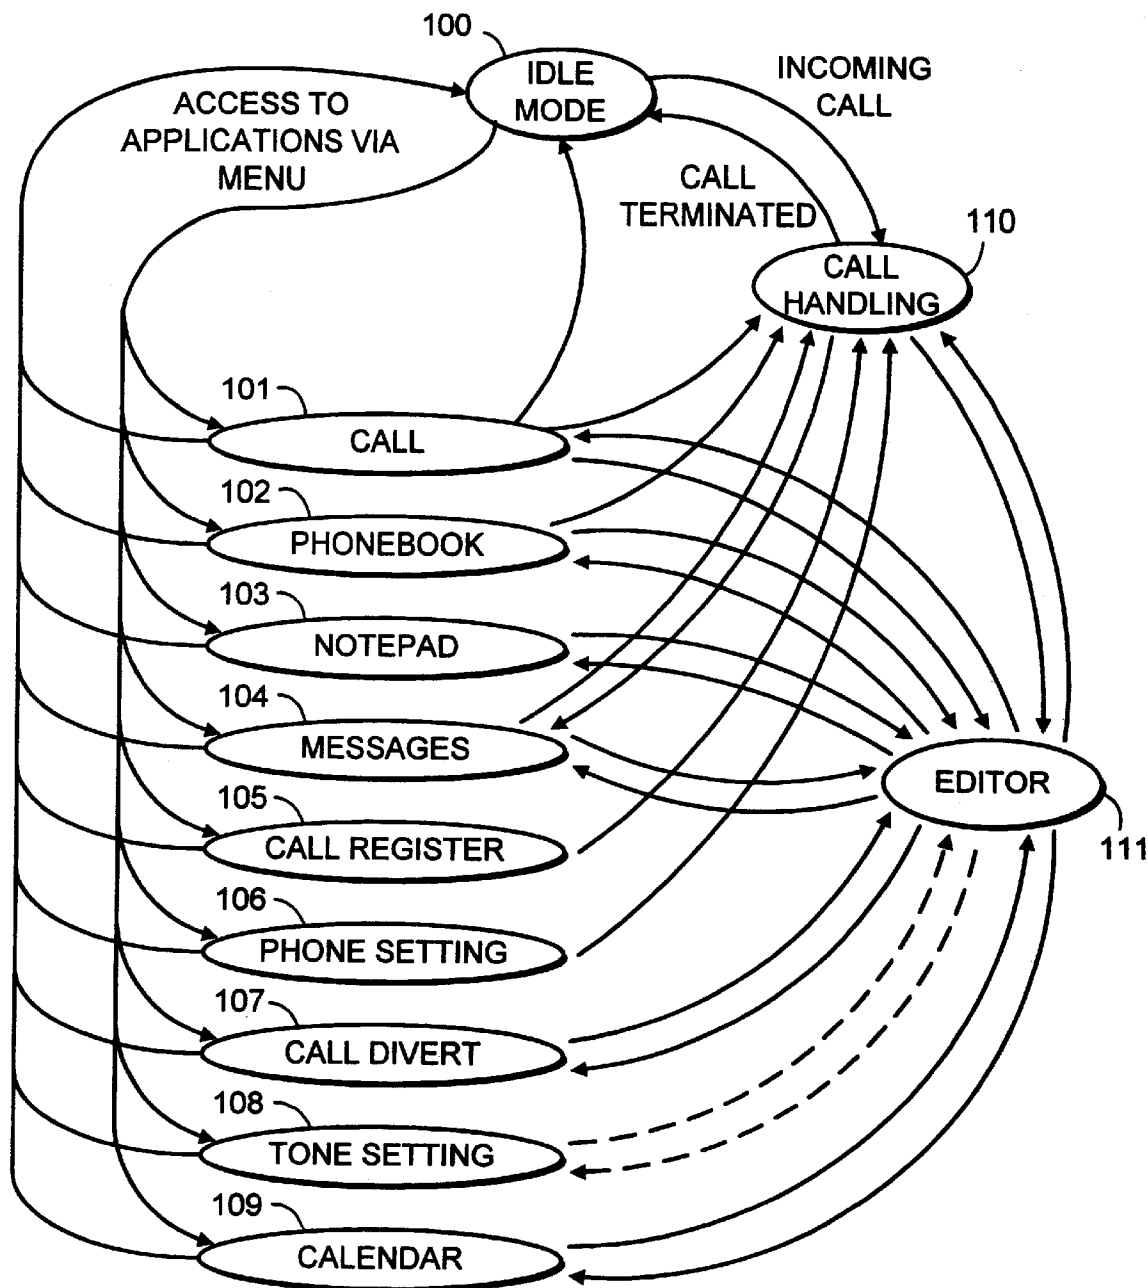 100
IDLE
MODE
INCOMING
CALL
ACCESS TO
APPLICATIONS VIA
MENU
CALL
TERMINATED
110
CALL
HANDLING
101
CALL
102
PHONEBOOK
103
NOTEPAD
104
MESSAGES
EDITOR
111
105
CALL REGISTER
106
PHONE SETTING
107
CALL DIVERT
108
TONE SETTING
109
CALENDAR